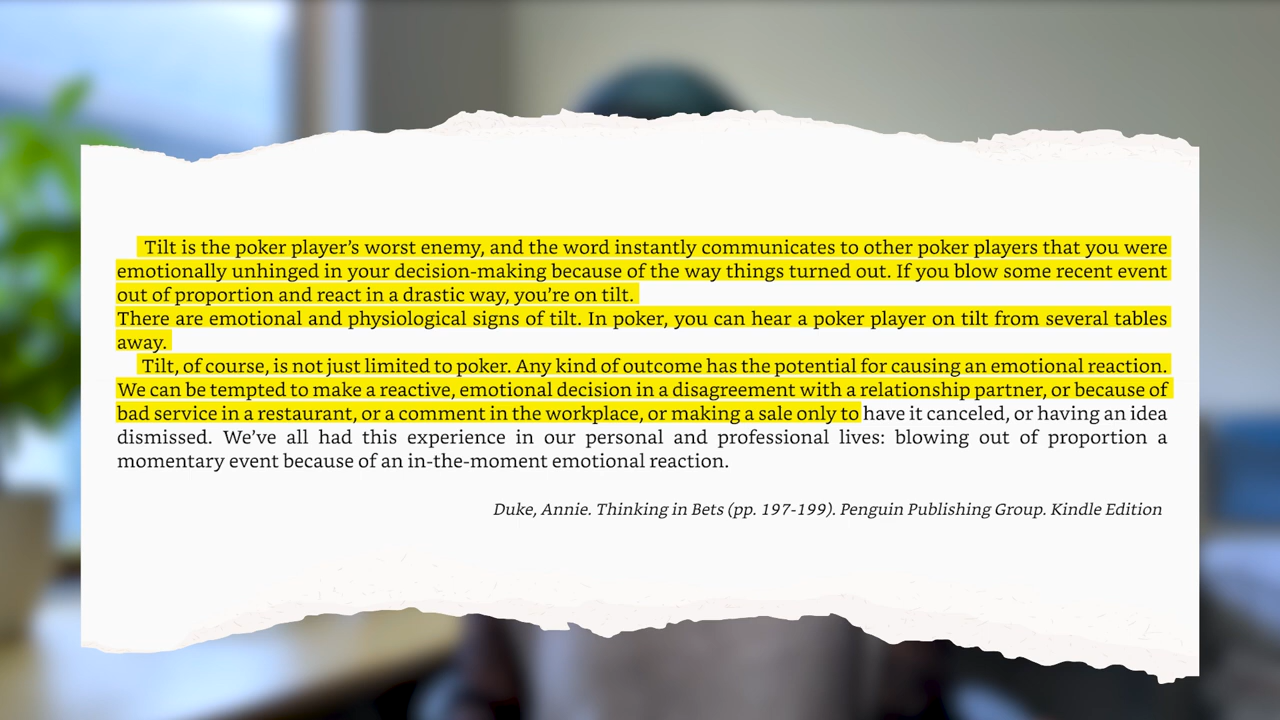 Tilt is the poker player’s worst enemy, and the word instantly communicates to other poker players that you were
emotionally unhinged in your decision-making because of the way things turned out. If you blow some recent event
out of proportion and react in a drastic way, you’re on tilt.
There are emotional and physiological signs of tilt. In poker, you can hear a poker player on tilt from several tables
away.
Tilt, of course, is not just limited to poker. Any kind of outcome has the potential for causing an emotional reaction.
We can be tempted to make a reactive, emotional decision in a disagreement with a relationship partner, or because of
bad service in a restaurant, or a comment in the workplace, or making a sale only to have it canceled, or having an idea
dismissed. We’ve all had this experience in our personal and professional lives: blowing out of proportion a
momentary event because of an in-the-moment emotional reaction.
Duke, Annie. Thinking in Bets (pp. 197-199). Penguin Publishing Group. Kindle Edition